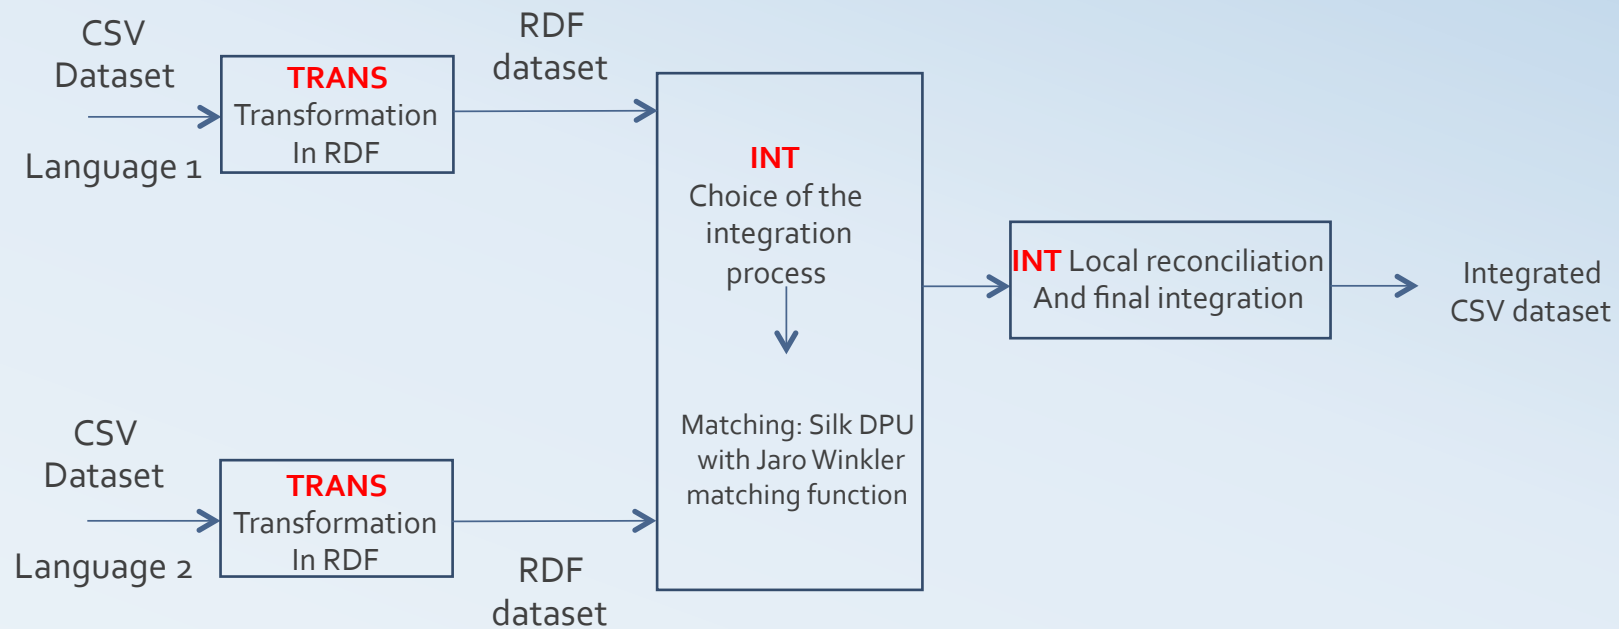 CSV
Dataset
Language 1
TRANS
Transformation
In RDF
RDF
dataset
CSV
Dataset
Language 2
TRANS
Transformation
In RDF
RDF
dataset
INT
Choice of the
integration
process
Matching: Silk DPU
with Jaro Winkler
matching function
INT Local reconciliation
And final integration
Integrated
CSV dataset